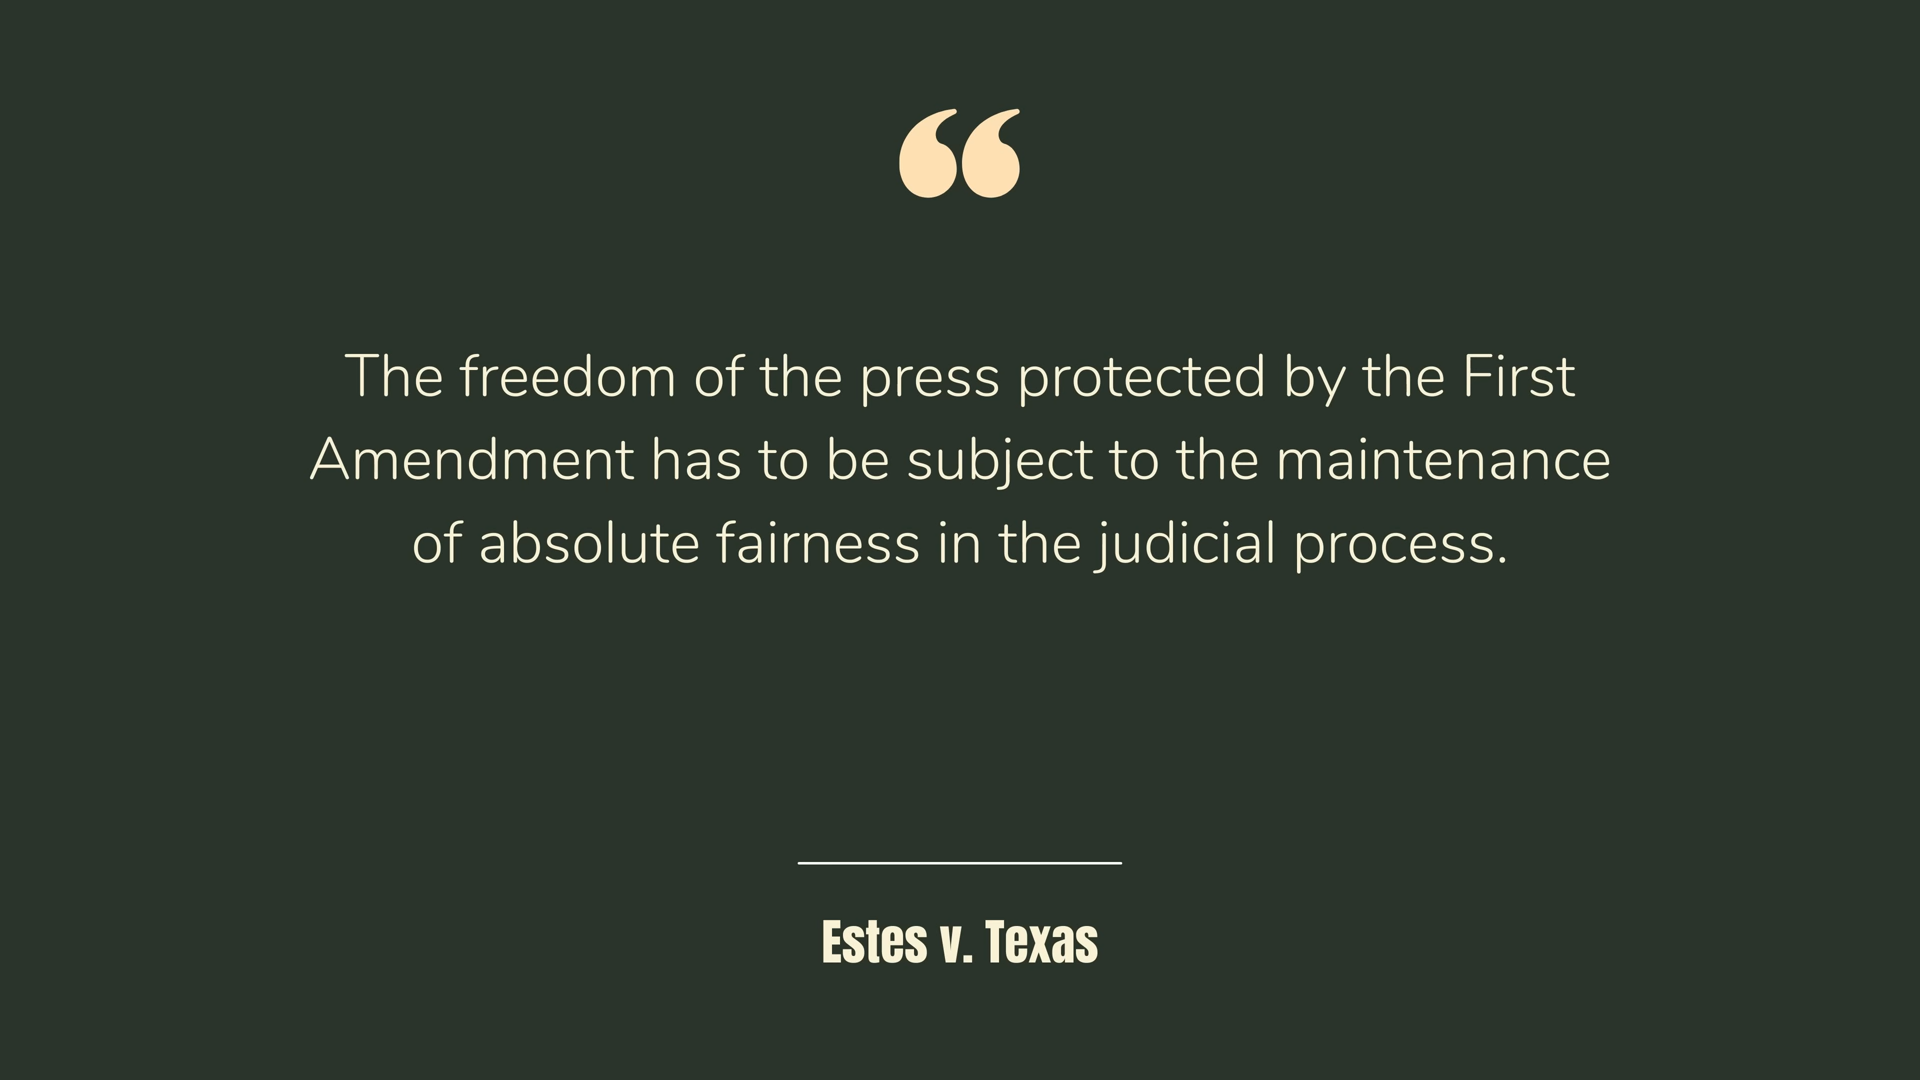 “
The freedom of the press protected by the First
Amendment has to be subject to the maintenance
of absolute fairness in the judicial process.
Estes v. Texas